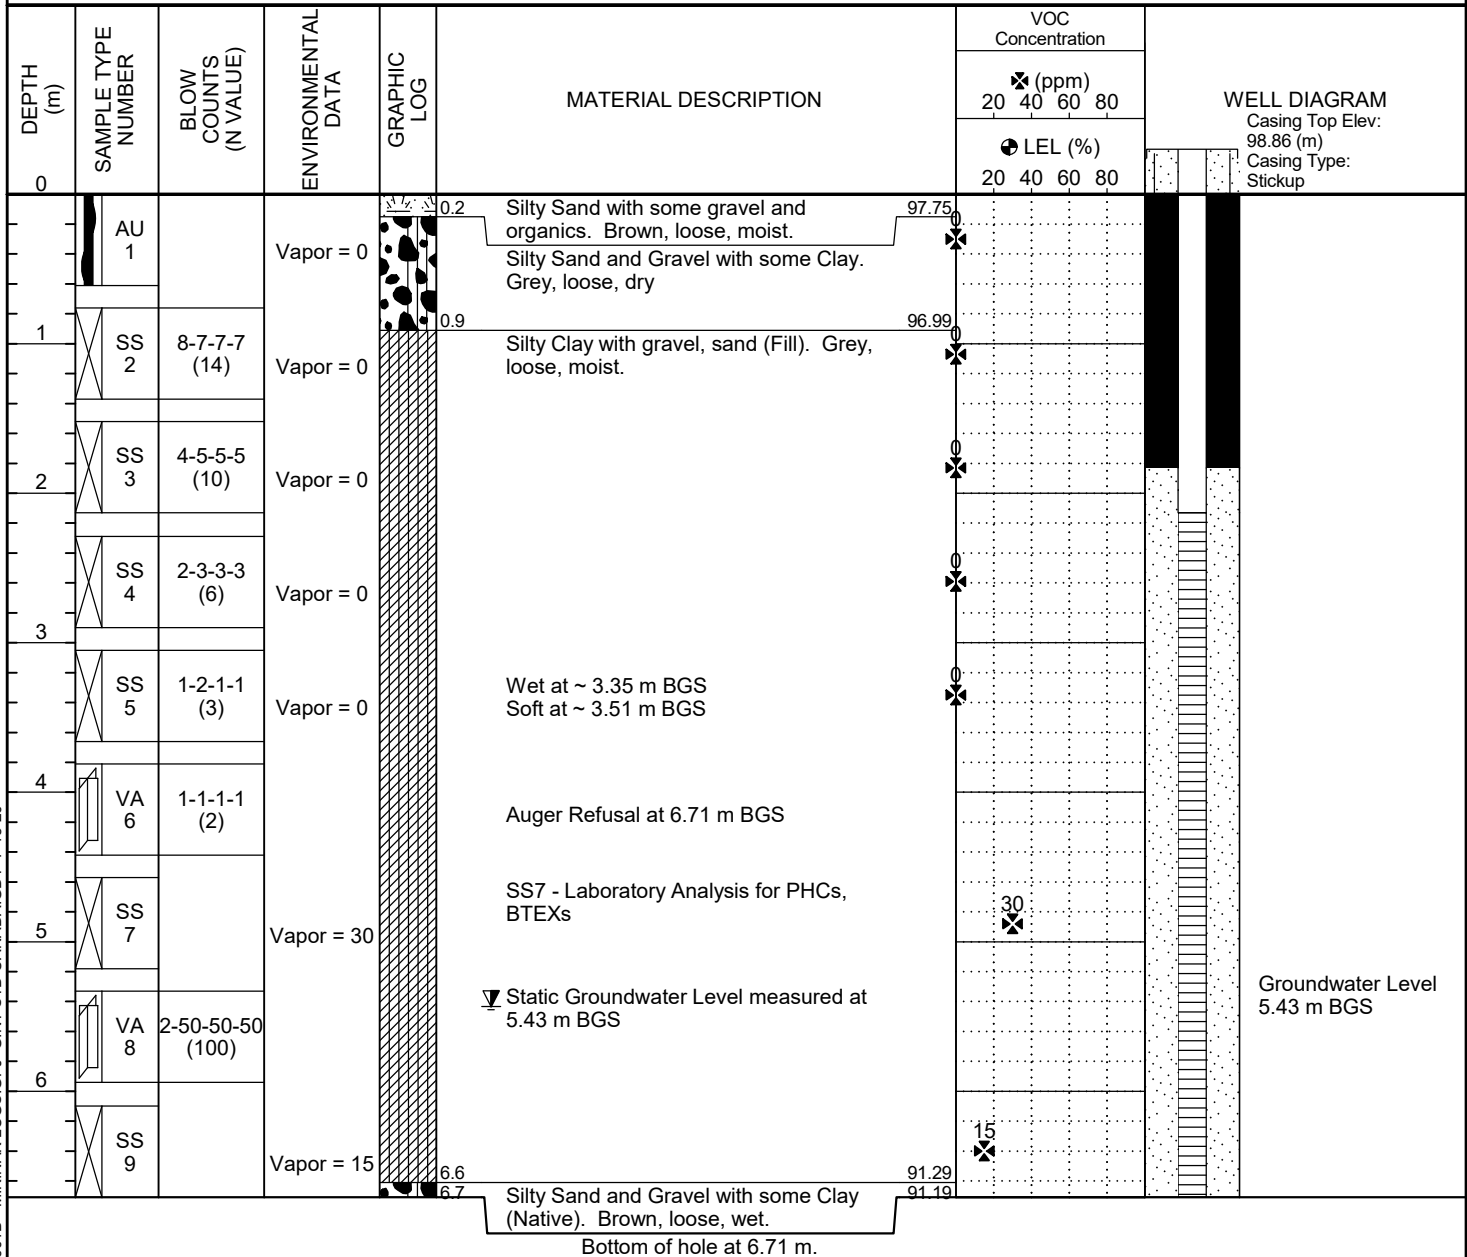 DEPTH
(m)
SAMPLE TYPE
NUMBER
BLOW
COUNTS
(N VALUE)
ENVIRONMENTAL
DATA
GRAPHIC
LOG
MATERIAL DESCRIPTION
VOC
Concentration
(ppm)
20 40 60 80
LEL (%)
20 40 60 80
WELL DIAGRAM
Casing Top Elev:
98.86 (m)
Casing Type:
Stickup
0
0.2
Silty Sand with some gravel and
organics. Brown, loose, moist.
97.75
AU
1
Vapor = 0
0
Silty Sand and Gravel with some Clay.
Grey, loose, dry
0.9
96.99
1
SS
2
8-7-7-7
(14)
Vapor = 0
Silty Clay with gravel, sand (Fill). Grey,
loose, moist.
0
SS
3
4-5-5-5
(10)
Vapor = 0
0
2
SS
4
2-3-3-3
(6)
Vapor = 0
0
3
SS
5
1-2-1-1
(3)
Vapor = 0
Wet at ~ 3.35 m BGS
Soft at ~ 3.51 m BGS
0
4
VA
6
1-1-1-1
(2)
Auger Refusal at 6.71 m BGS
SS
7
Vapor = 30
SS7 - Laboratory Analysis for PHCs,
BTEXs
30
5
VA
8
2-50-50-50
(100)
Static Groundwater Level measured at
5.43 m BGS
Groundwater Level
5.43 m BGS
6
SS
9
Vapor = 15
15
6.6
91.29
6.7
91.19
Silty Sand and Gravel with some Clay
(Native). Brown, loose, wet.
Bottom of hole at 6.71 m.